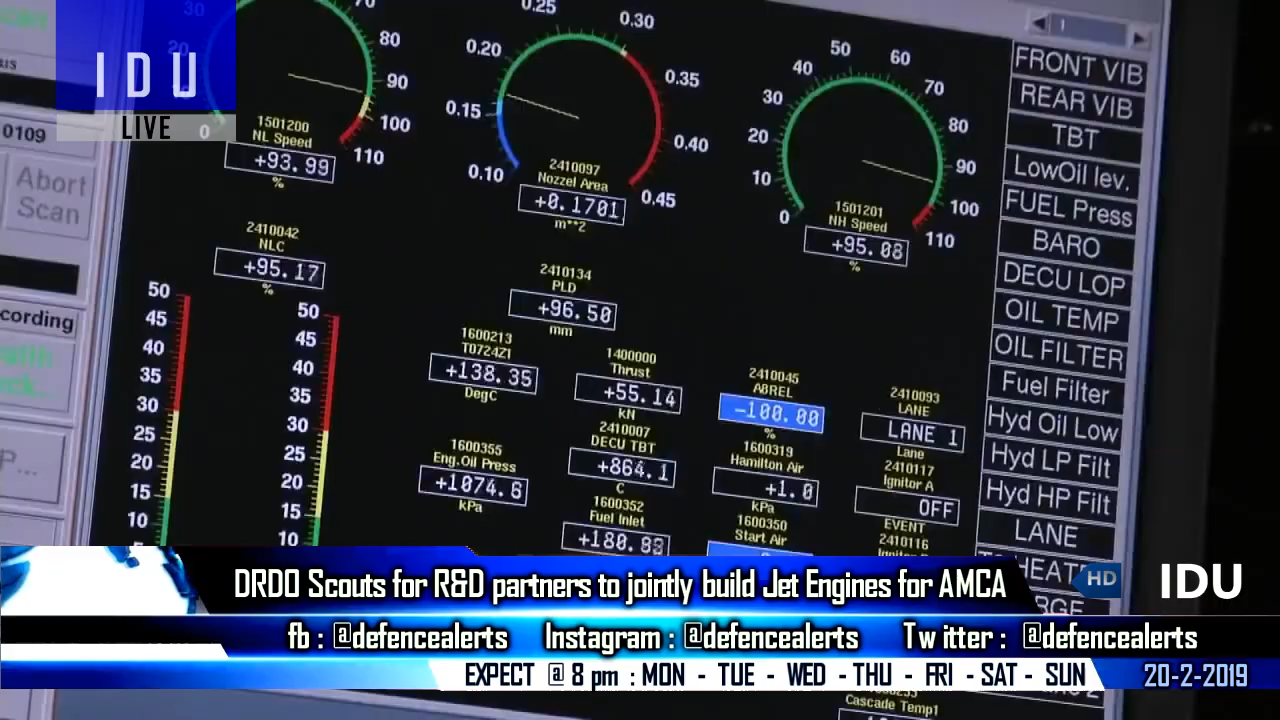 can
us
0109
Abort
Scan
cording
P...
IDU
LIVE
30
20
0
70
80
90
100
110
1501200
NL Speed
+93.99
%
0.10
0.15
0.20
0.25
0.30
0.35
0.40
0.45
2410097
Nozzel Area
+0.1701
m**2
0
10
20
30
40
50
60
70
80
90
100
110
1501201
NH Speed
+95.08
%
2410042
NLC
+95.17
%
2410134
PLD
+96.50
mm
50
45
40
35
30
25
20
15
10
50
45
40
35
30
25
20
15
10
1600213
T0724Z1
+138.35
DegC
1400000
Thrust
+55.14
kN
2410045
ABREL
-100.00
%
2410093
LANE
LANE 1
Lane
1600355
Eng.Oil Press
+1074.6
kPa
2410007
DECU TBT
+864.1
C
1600319
Hamilton Air
+1.0
kPa
2410117
Ignitor A
OFF
1600352
Fuel Inlet
+180.93
1600350
Start Air
EVENT
2410116
1
FRONT VIB
REAR VIB
TBT
LowOil lev.
FUEL Press
BARO
DECU LOP
OIL TEMP
OIL FILTER
Fuel Filter
Hyd Oil Low
Hyd LP Filt
Hyd HP Filt
LANE
HD
IDU
DRDO Scouts for R&D partners to jointly build Jet Engines for AMCA
fb : @defencealerts Instagram : @defencealerts Twitter : @defencealerts
EXPECT @ 8 pm : MON - TUE - WED - THU - FRI - SAT - SUN
20-2-2019
Cascade Temp1